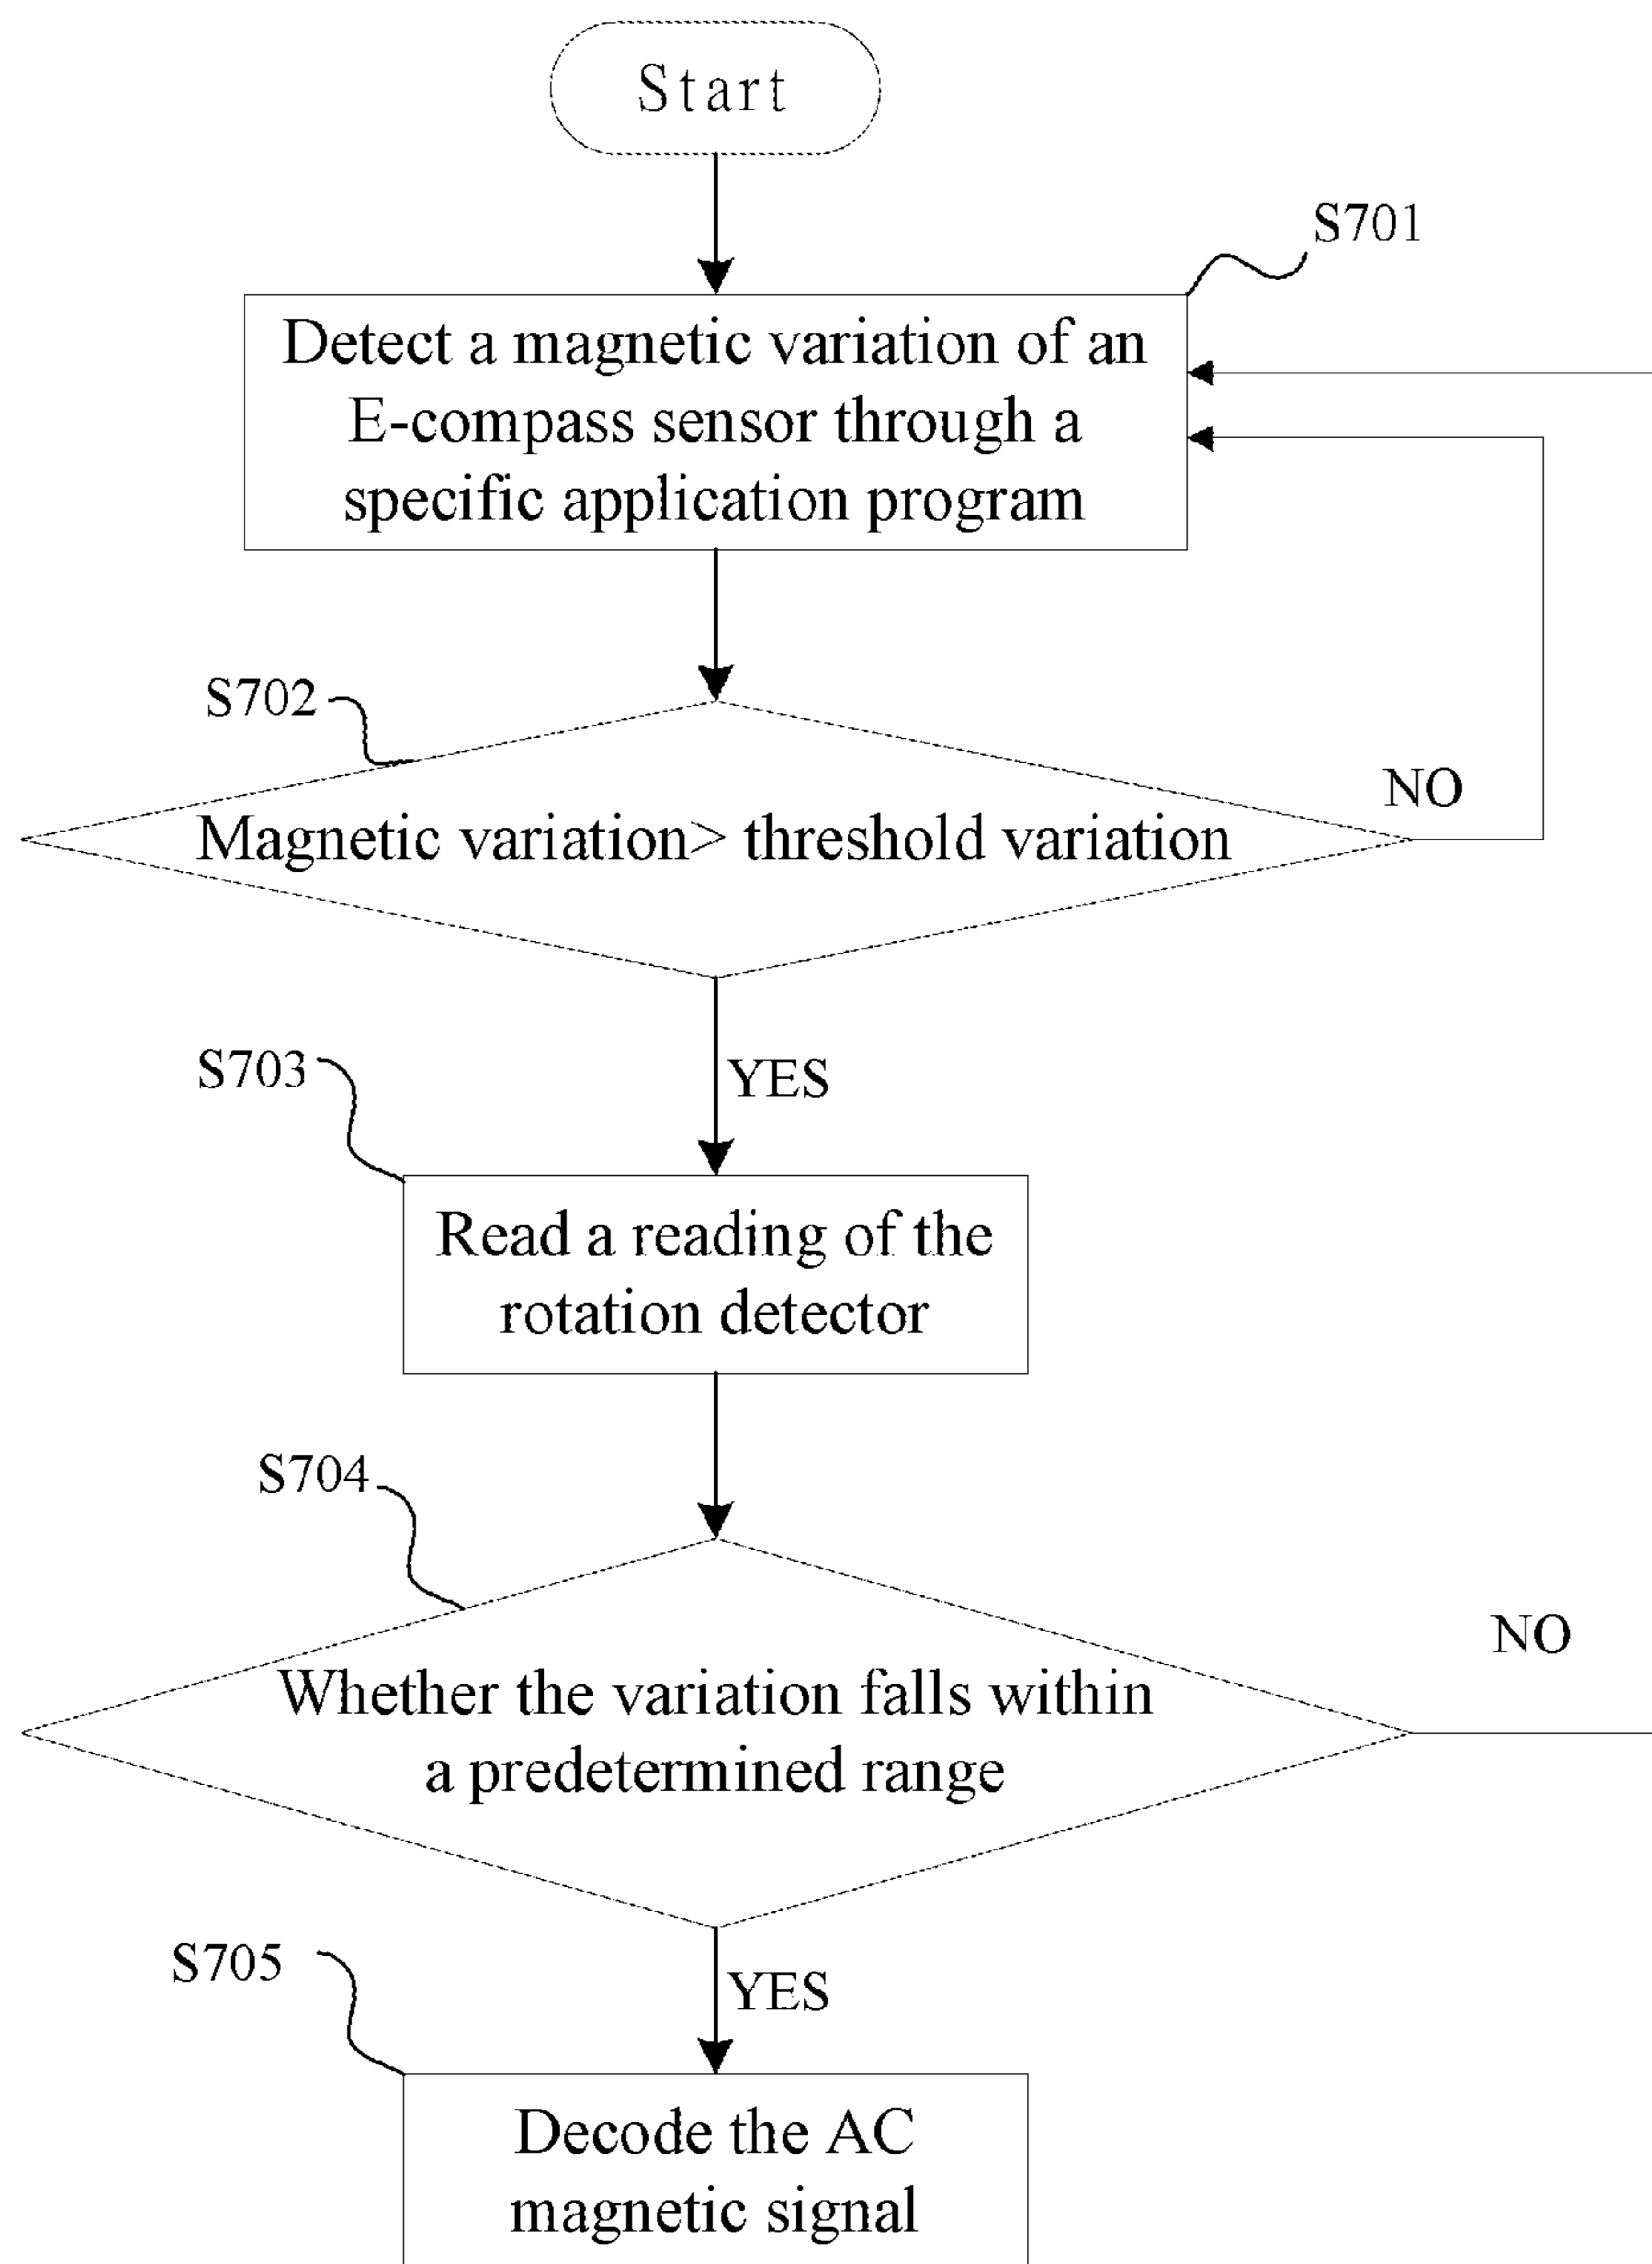 Start
S701
Detect a magnetic variation of an
E-compass sensor through a
specific application program
S702
NO
Magnetic variation> threshold variation
S703
YES
Read a reading of the
rotation detector
S704
NO
Whether the variation falls within
a predetermined range
S705
YES
Decode the AC
magnetic signal